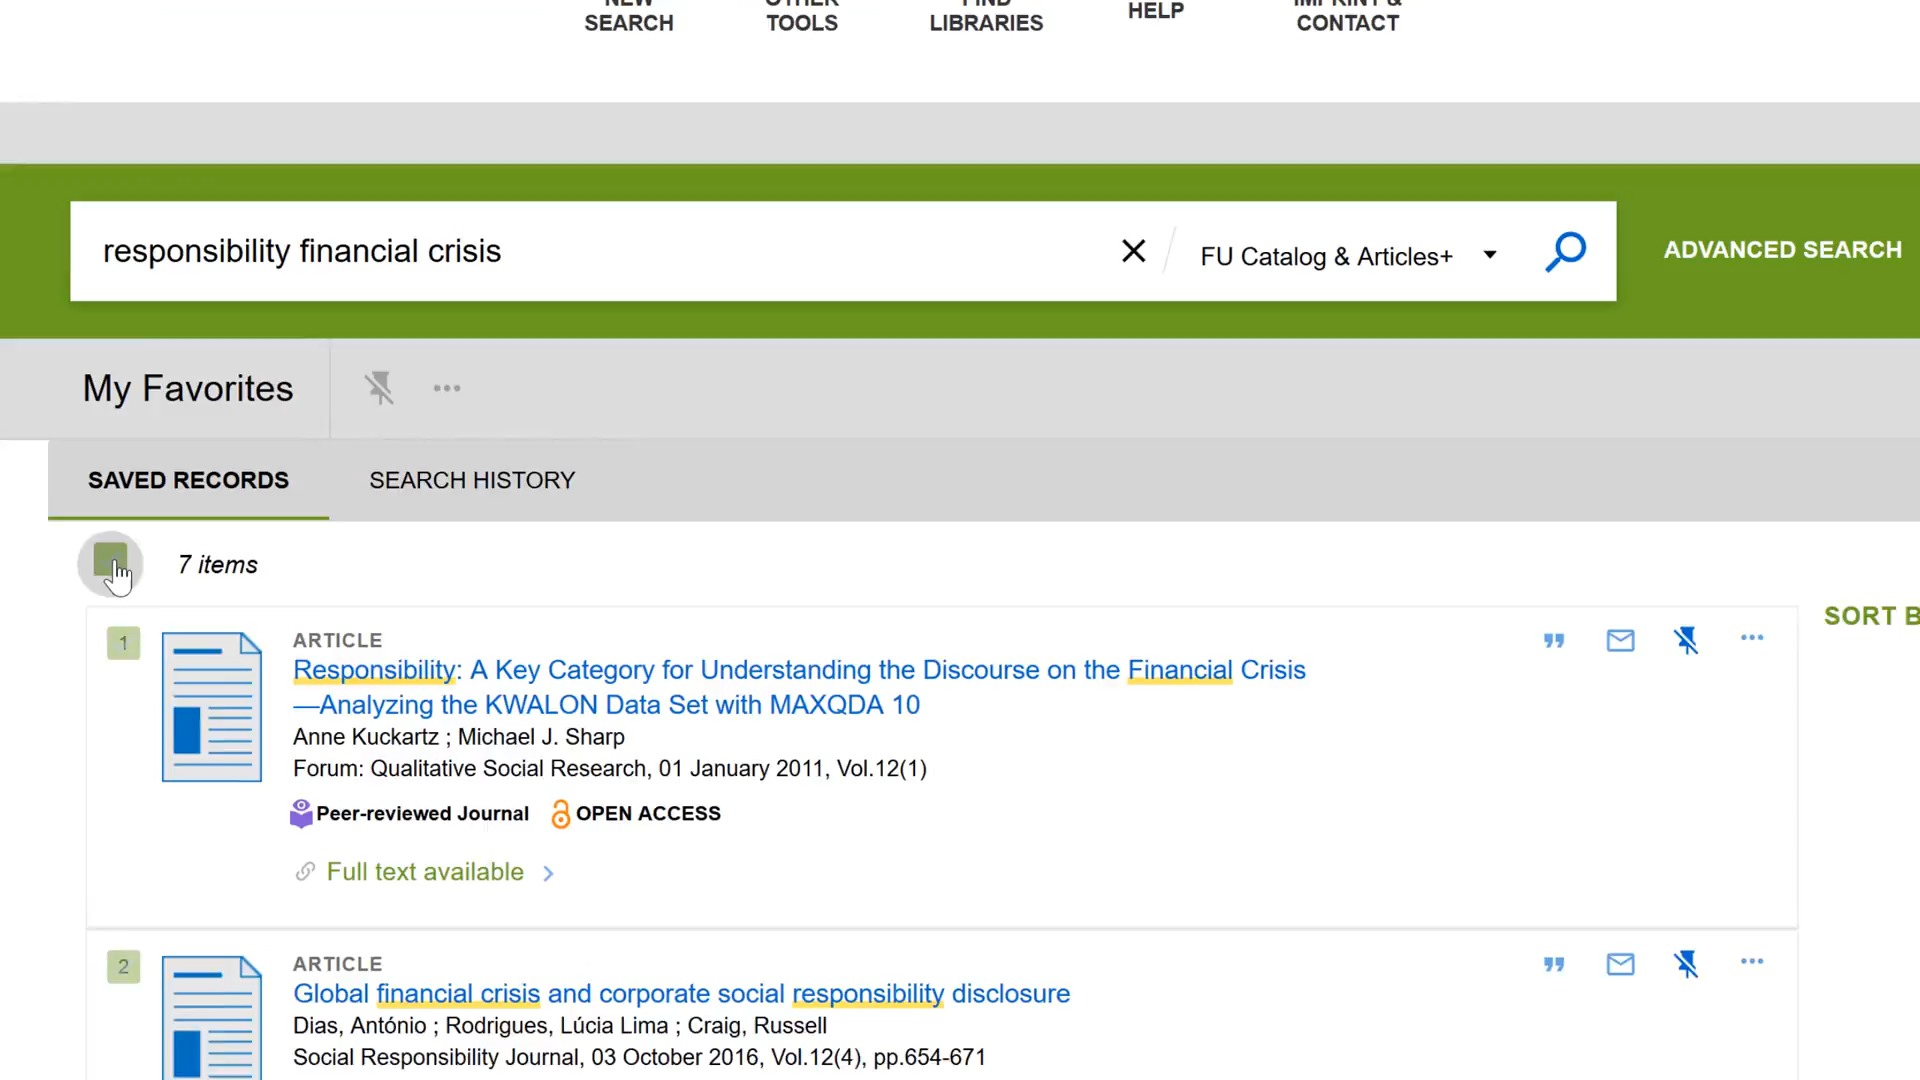 NEW
SEARCH
OTHER
TOOLS
FIND
LIBRARIES
HELP
IMPRINT &
CONTACT
responsibility financial crisis
FU Catalog & Articles+
ADVANCED SEARCH
My Favorites
SAVED RECORDS
SEARCH HISTORY
7 items
SORT B
1
ARTICLE
Responsibility: A Key Category for Understanding the Discourse on the Financial Crisis
—Analyzing the KWALON Data Set with MAXQDA 10
Anne Kuckartz ; Michael J. Sharp
Forum: Qualitative Social Research, 01 January 2011, Vol.12(1)
Peer-reviewed Journal OPEN ACCESS
Full text available
2
ARTICLE
Global financial crisis and corporate social responsibility disclosure
Dias, António ; Rodrigues, Lúcia Lima ; Craig, Russell
Social Responsibility Journal, 03 October 2016, Vol.12(4), pp.654-671